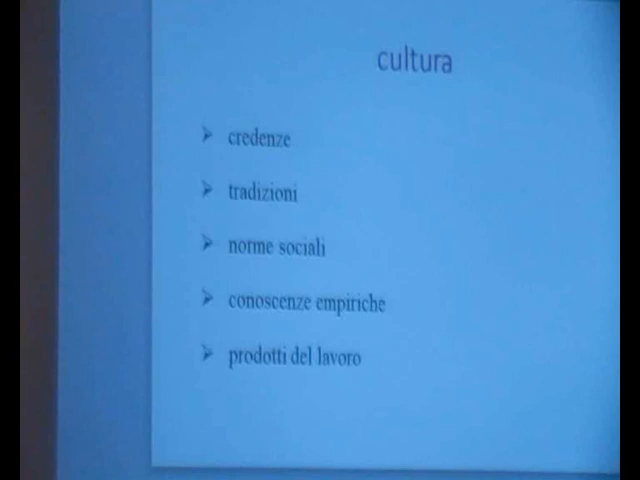 cultura
credenze
tradizioni
norme sociali
conoscenze empiriche
prodotti del lavoro